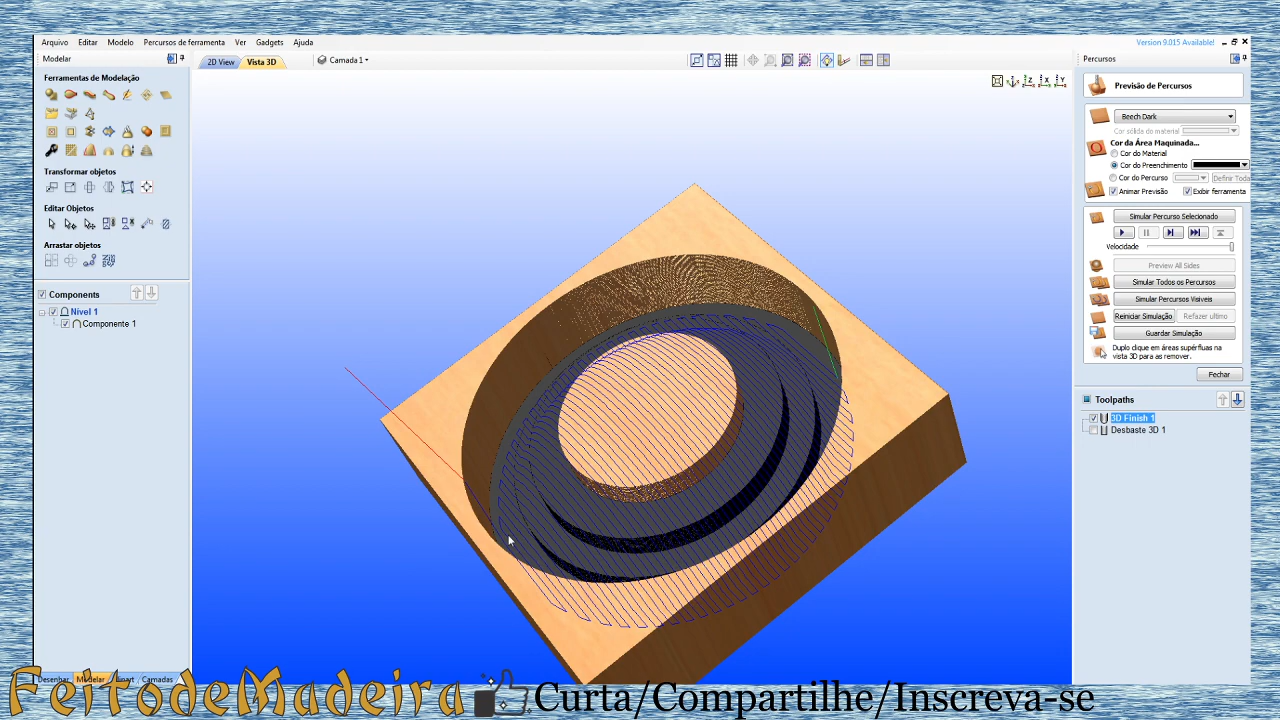 Arquivo Editar Modelo Percursos de ferramenta Ver Gadgets Ajuda
Version 9.015 Available!
Modelar
2D View Vista 3D Camada 1
Percursos
Ferramentas de Modelação
Transformar objetos
Editar Objetos
Arrastar objetos
Components
Nível 1
Componente 1
Previsão de Percursos
Beech Dark
Cor sólida do material
Cor da Área Maquinada...
Cor do Material
Cor do Preenchimento
Cor do Percurso Definir Toda
Animar Previsão Exibir ferramenta
Simular Percurso Selecionado
Velocidade
Preview All Sides
Simular Todos os Percursos
Simular Percursos Visiveis
Reiniciar Simulação Refazer ultimo
Guardar Simulação
Duplo clique em áreas supérfluas na
vista 3D para as remover.
Fechar
Toolpaths
3D Finish 1
Desbaste 3D 1
Desenhar Modelar Camadas
FeitodeMadeira Curta/Compartilhe/Inscreva-se